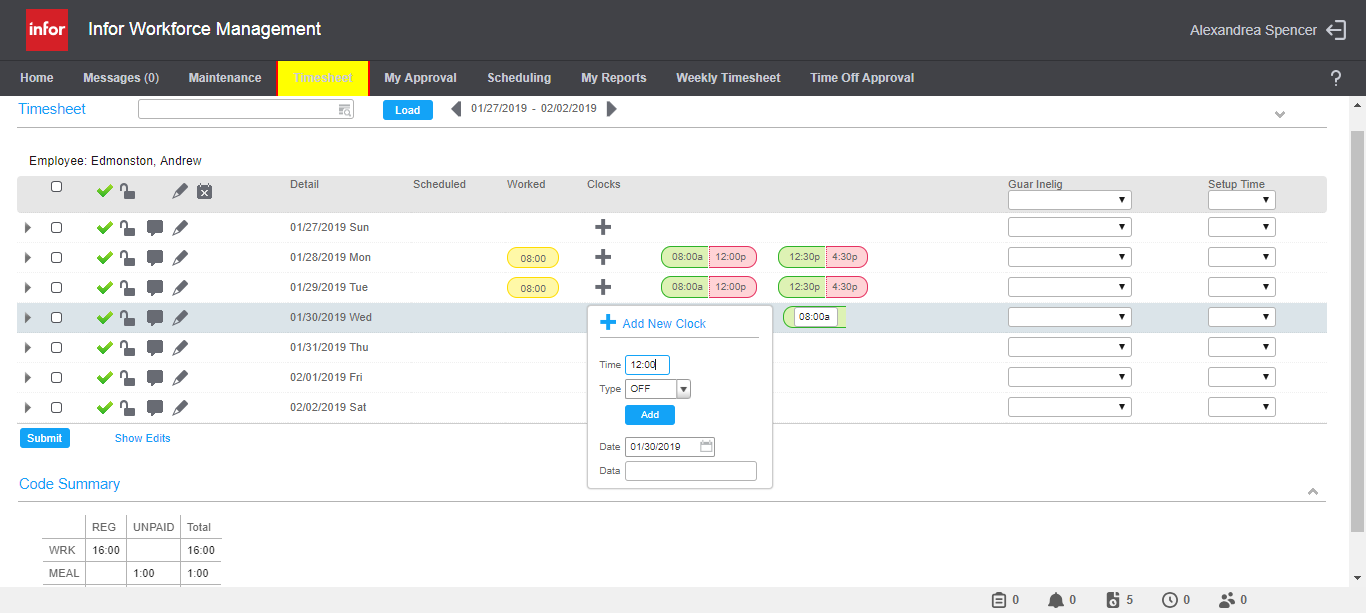 infor Infor Workforce Management Alexandrea Spencer
Home Messages (0) Maintenance Timesheet My Approval Scheduling My Reports Weekly Timesheet Time Off Approval ?
Timesheet Load 01/27/2019 - 02/02/2019
Employee: Edmonston, Andrew
Detail Scheduled Worked Clocks Guar Inelig Setup Time
01/27/2019 Sun
01/28/2019 Mon 08:00 08:00a 12:00p 12:30p 4:30p
01/29/2019 Tue 08:00 08:00a 12:00p 12:30p 4:30p
01/30/2019 Wed 08:00a
Add New Clock
01/31/2019 Thu
Time 12:00
02/01/2019 Fri
Type OFF
02/02/2019 Sat
Add
Submit Show Edits
Date 01/30/2019
Data
Code Summary
REG UNPAID Total
WRK 16:00 16:00
MEAL 1:00 1:00
0 0 5 0 0